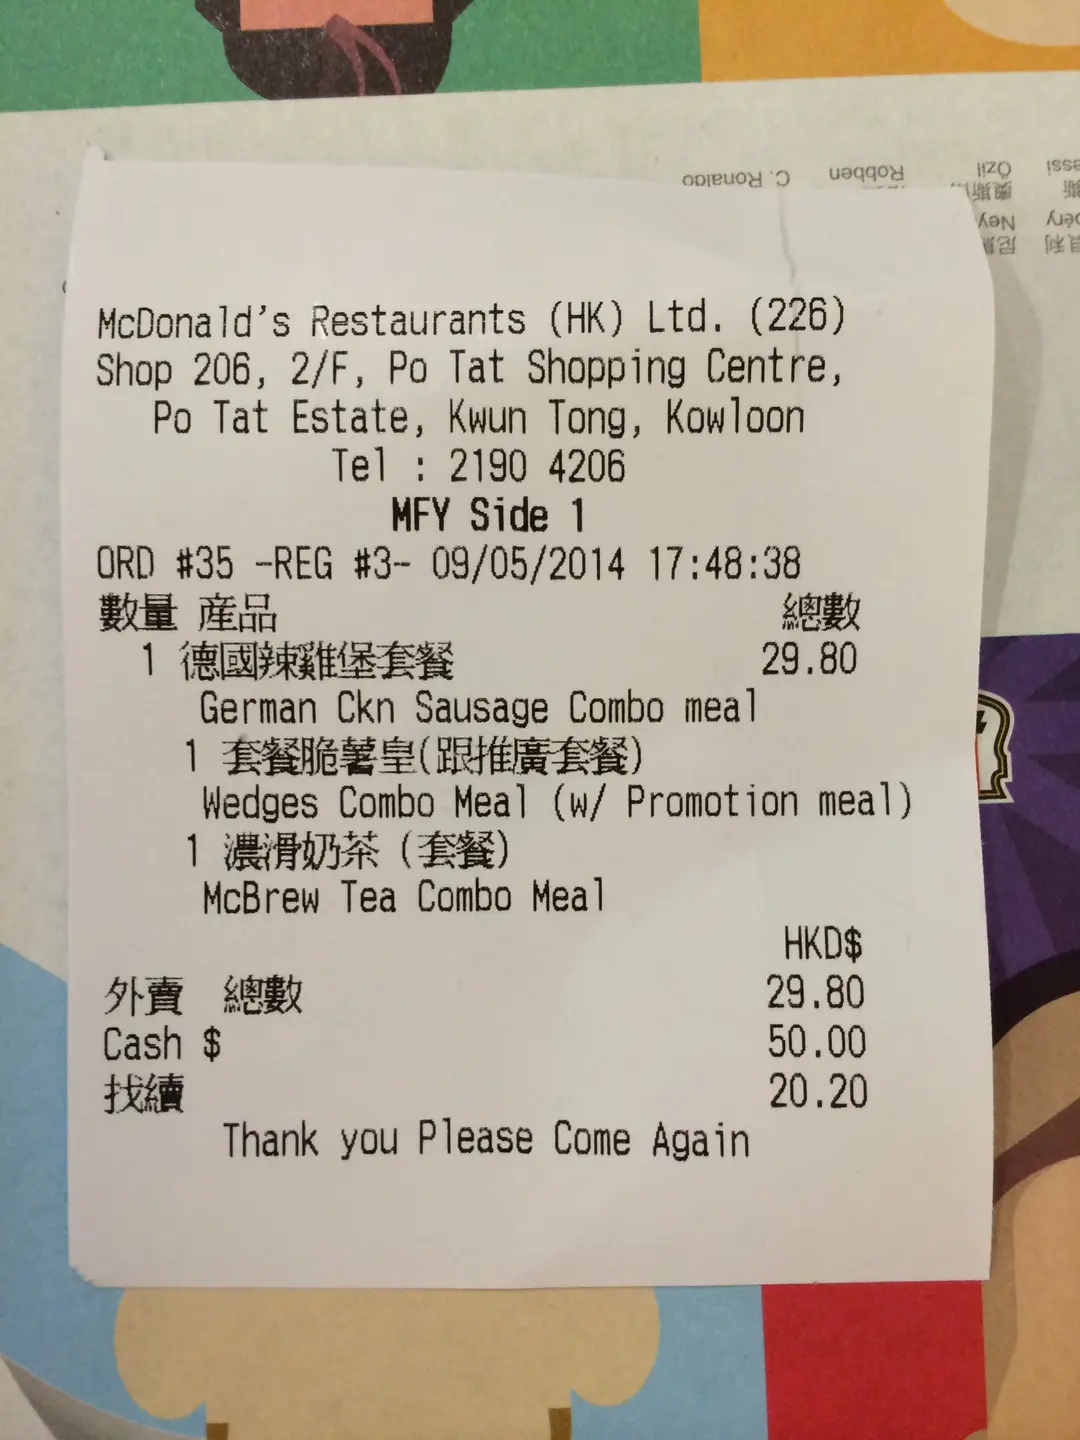 C. Ronaldo Robben Özil
McDonald's Restaurants (HK) Ltd. (226)
Shop 206, 2/F, Po Tat Shopping Centre,
Po Tat Estate, Kwun Tong, Kowloon
Tel : 2190 4206
MFY Side 1
ORD #35 -REG #3- 09/05/2014 17:48:38
數量 產品 總數
1 德國辣雞堡套餐 29.80
German Ckn Sausage Combo meal
1 套餐脆薯皇(跟推廣套餐)
Wedges Combo Meal (w/ Promotion meal)
1 濃滑奶茶 (套餐)
McBrew Tea Combo Meal
HKD$
外賣 總數 29.80
Cash $ 50.00
找續 20.20
Thank you Please Come Again